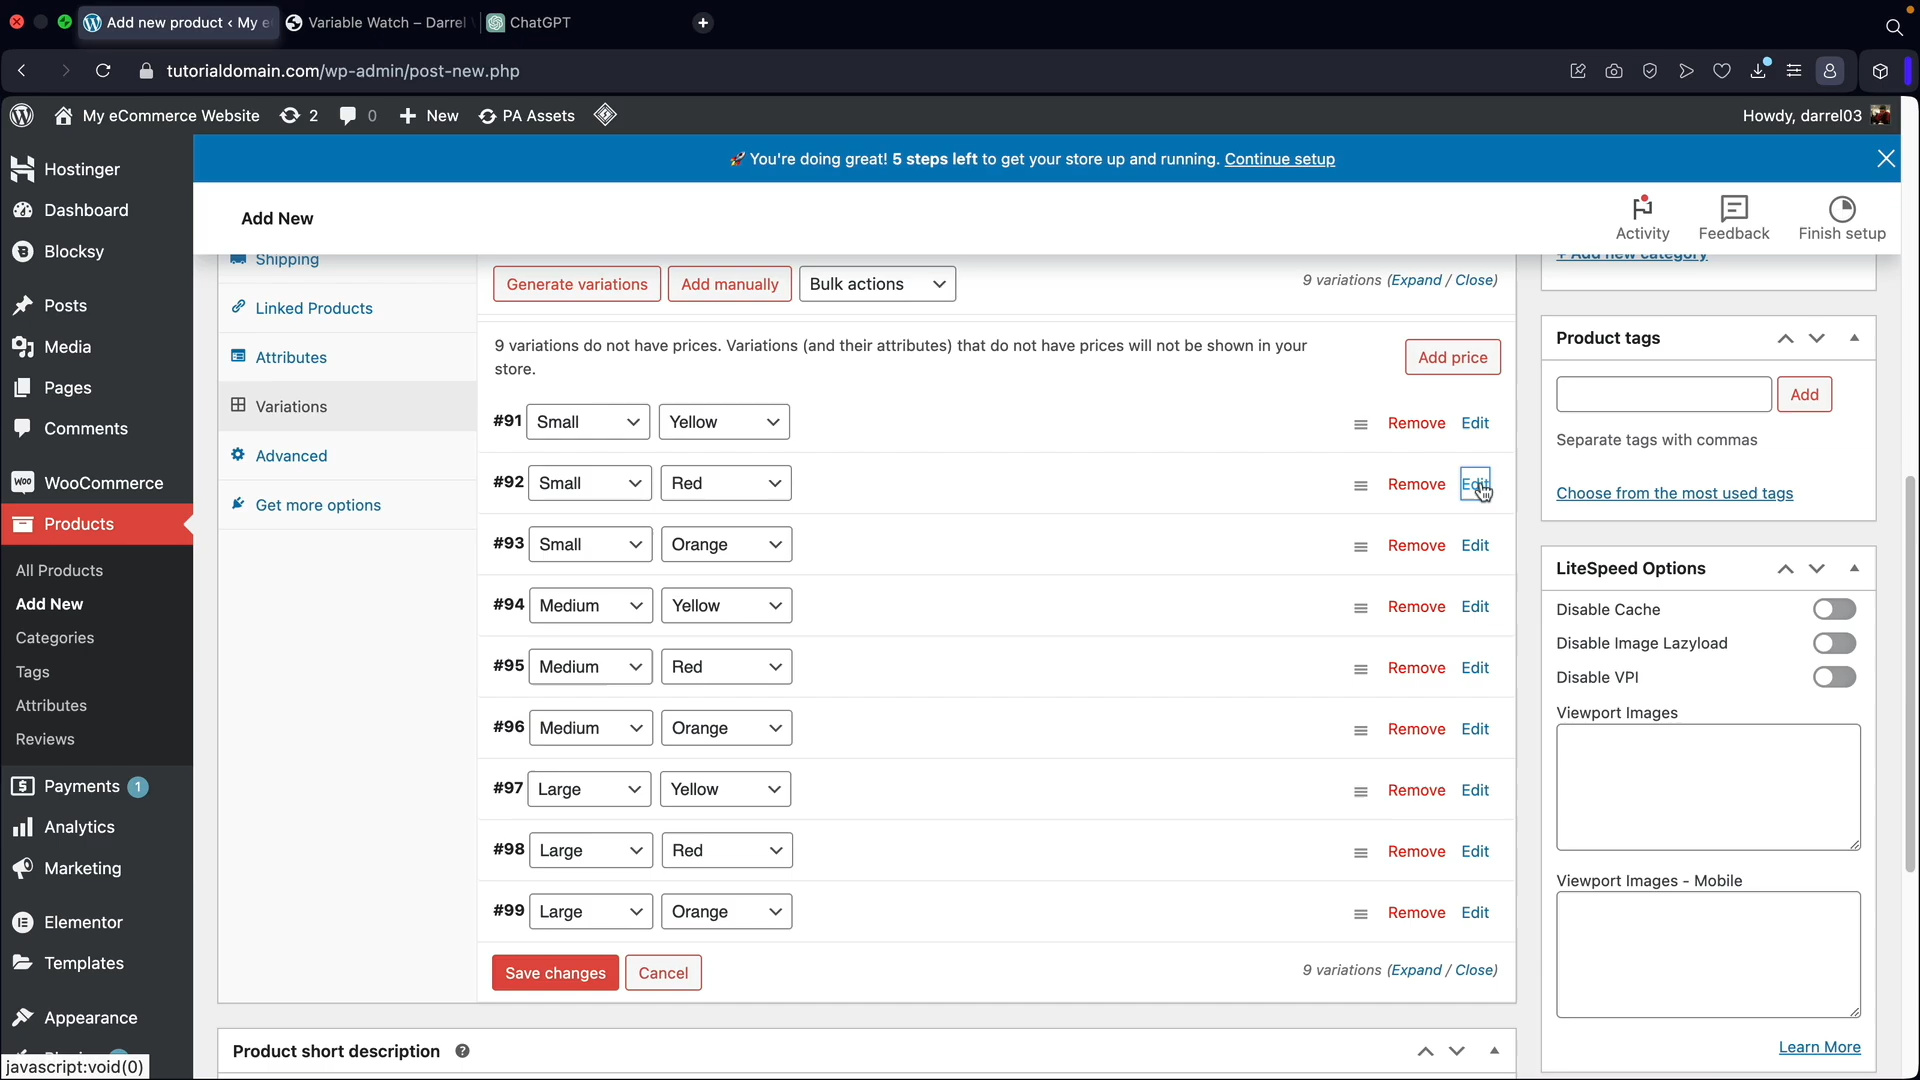 Add new product ‹ My e
Variable Watch – Darrel
ChatGPT
tutorialdomain.com/wp-admin/post-new.php
My eCommerce Website
2
0
New
PA Assets
Howdy, darrel03
🚀 You're doing great! 5 steps left to get your store up and running. Continue setup
Add New
Activity
Feedback
Finish setup
Hostinger
Dashboard
Blocksy
Posts
Media
Pages
Comments
WooCommerce
Products
All Products
Add New
Categories
Tags
Attributes
Reviews
Payments 1
Analytics
Marketing
Elementor
Templates
Appearance
javascript:void(0)
Shipping
Linked Products
Attributes
Variations
Advanced
Get more options
Generate variations
Add manually
Bulk actions
9 variations (Expand / Close)
9 variations do not have prices. Variations (and their attributes) that do not have prices will not be shown in your
store.
Add price
#91 Small Yellow Remove Edit
#92 Small Red Remove Edit
#93 Small Orange Remove Edit
#94 Medium Yellow Remove Edit
#95 Medium Red Remove Edit
#96 Medium Orange Remove Edit
#97 Large Yellow Remove Edit
#98 Large Red Remove Edit
#99 Large Orange Remove Edit
Save changes
Cancel
9 variations (Expand / Close)
Product short description
+ Add new category
Product tags
Add
Separate tags with commas
Choose from the most used tags
LiteSpeed Options
Disable Cache
Disable Image Lazyload
Disable VPI
Viewport Images
Viewport Images - Mobile
Learn More